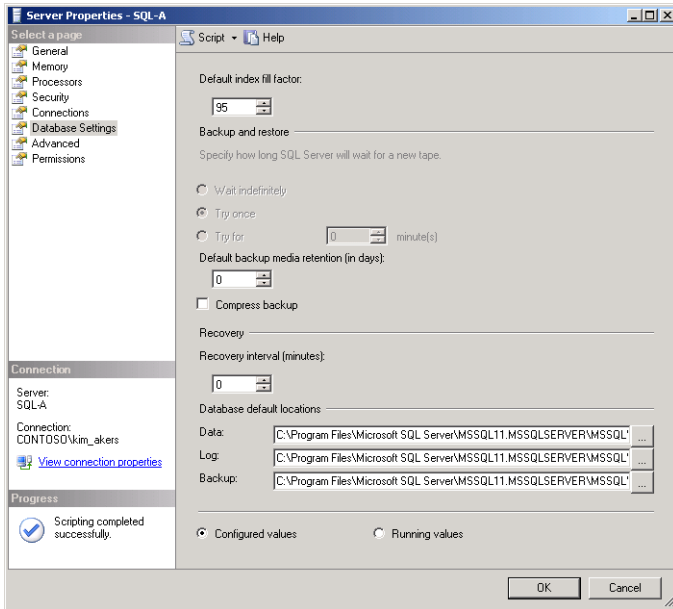 Server Properties - SQL-A
Select a page
General
Memory
Processors
Security
Connections
Database Settings
Advanced
Permissions
Script
Help
Default index fill factor:
95
Backup and restore
Specify how long SQL Server will wait for a new tape.
Wait indefinitely
Try once
Try for 0 minute(s)
Default backup media retention (in days):
0
Compress backup
Recovery
Recovery interval (minutes):
0
Database default locations
Data: C:\Program Files\Microsoft SQL Server\MSSQL11.MSSQLSERVER\MSSQL\ ...
Log: C:\Program Files\Microsoft SQL Server\MSSQL11.MSSQLSERVER\MSSQL\ ...
Backup: C:\Program Files\Microsoft SQL Server\MSSQL11.MSSQLSERVER\MSSQL\ ...
Configured values
Running values
Connection
Server:
SQL-A
Connection:
CONTOSO\kim_akers
View connection properties
Progress
Scripting completed
successfully.
OK
Cancel